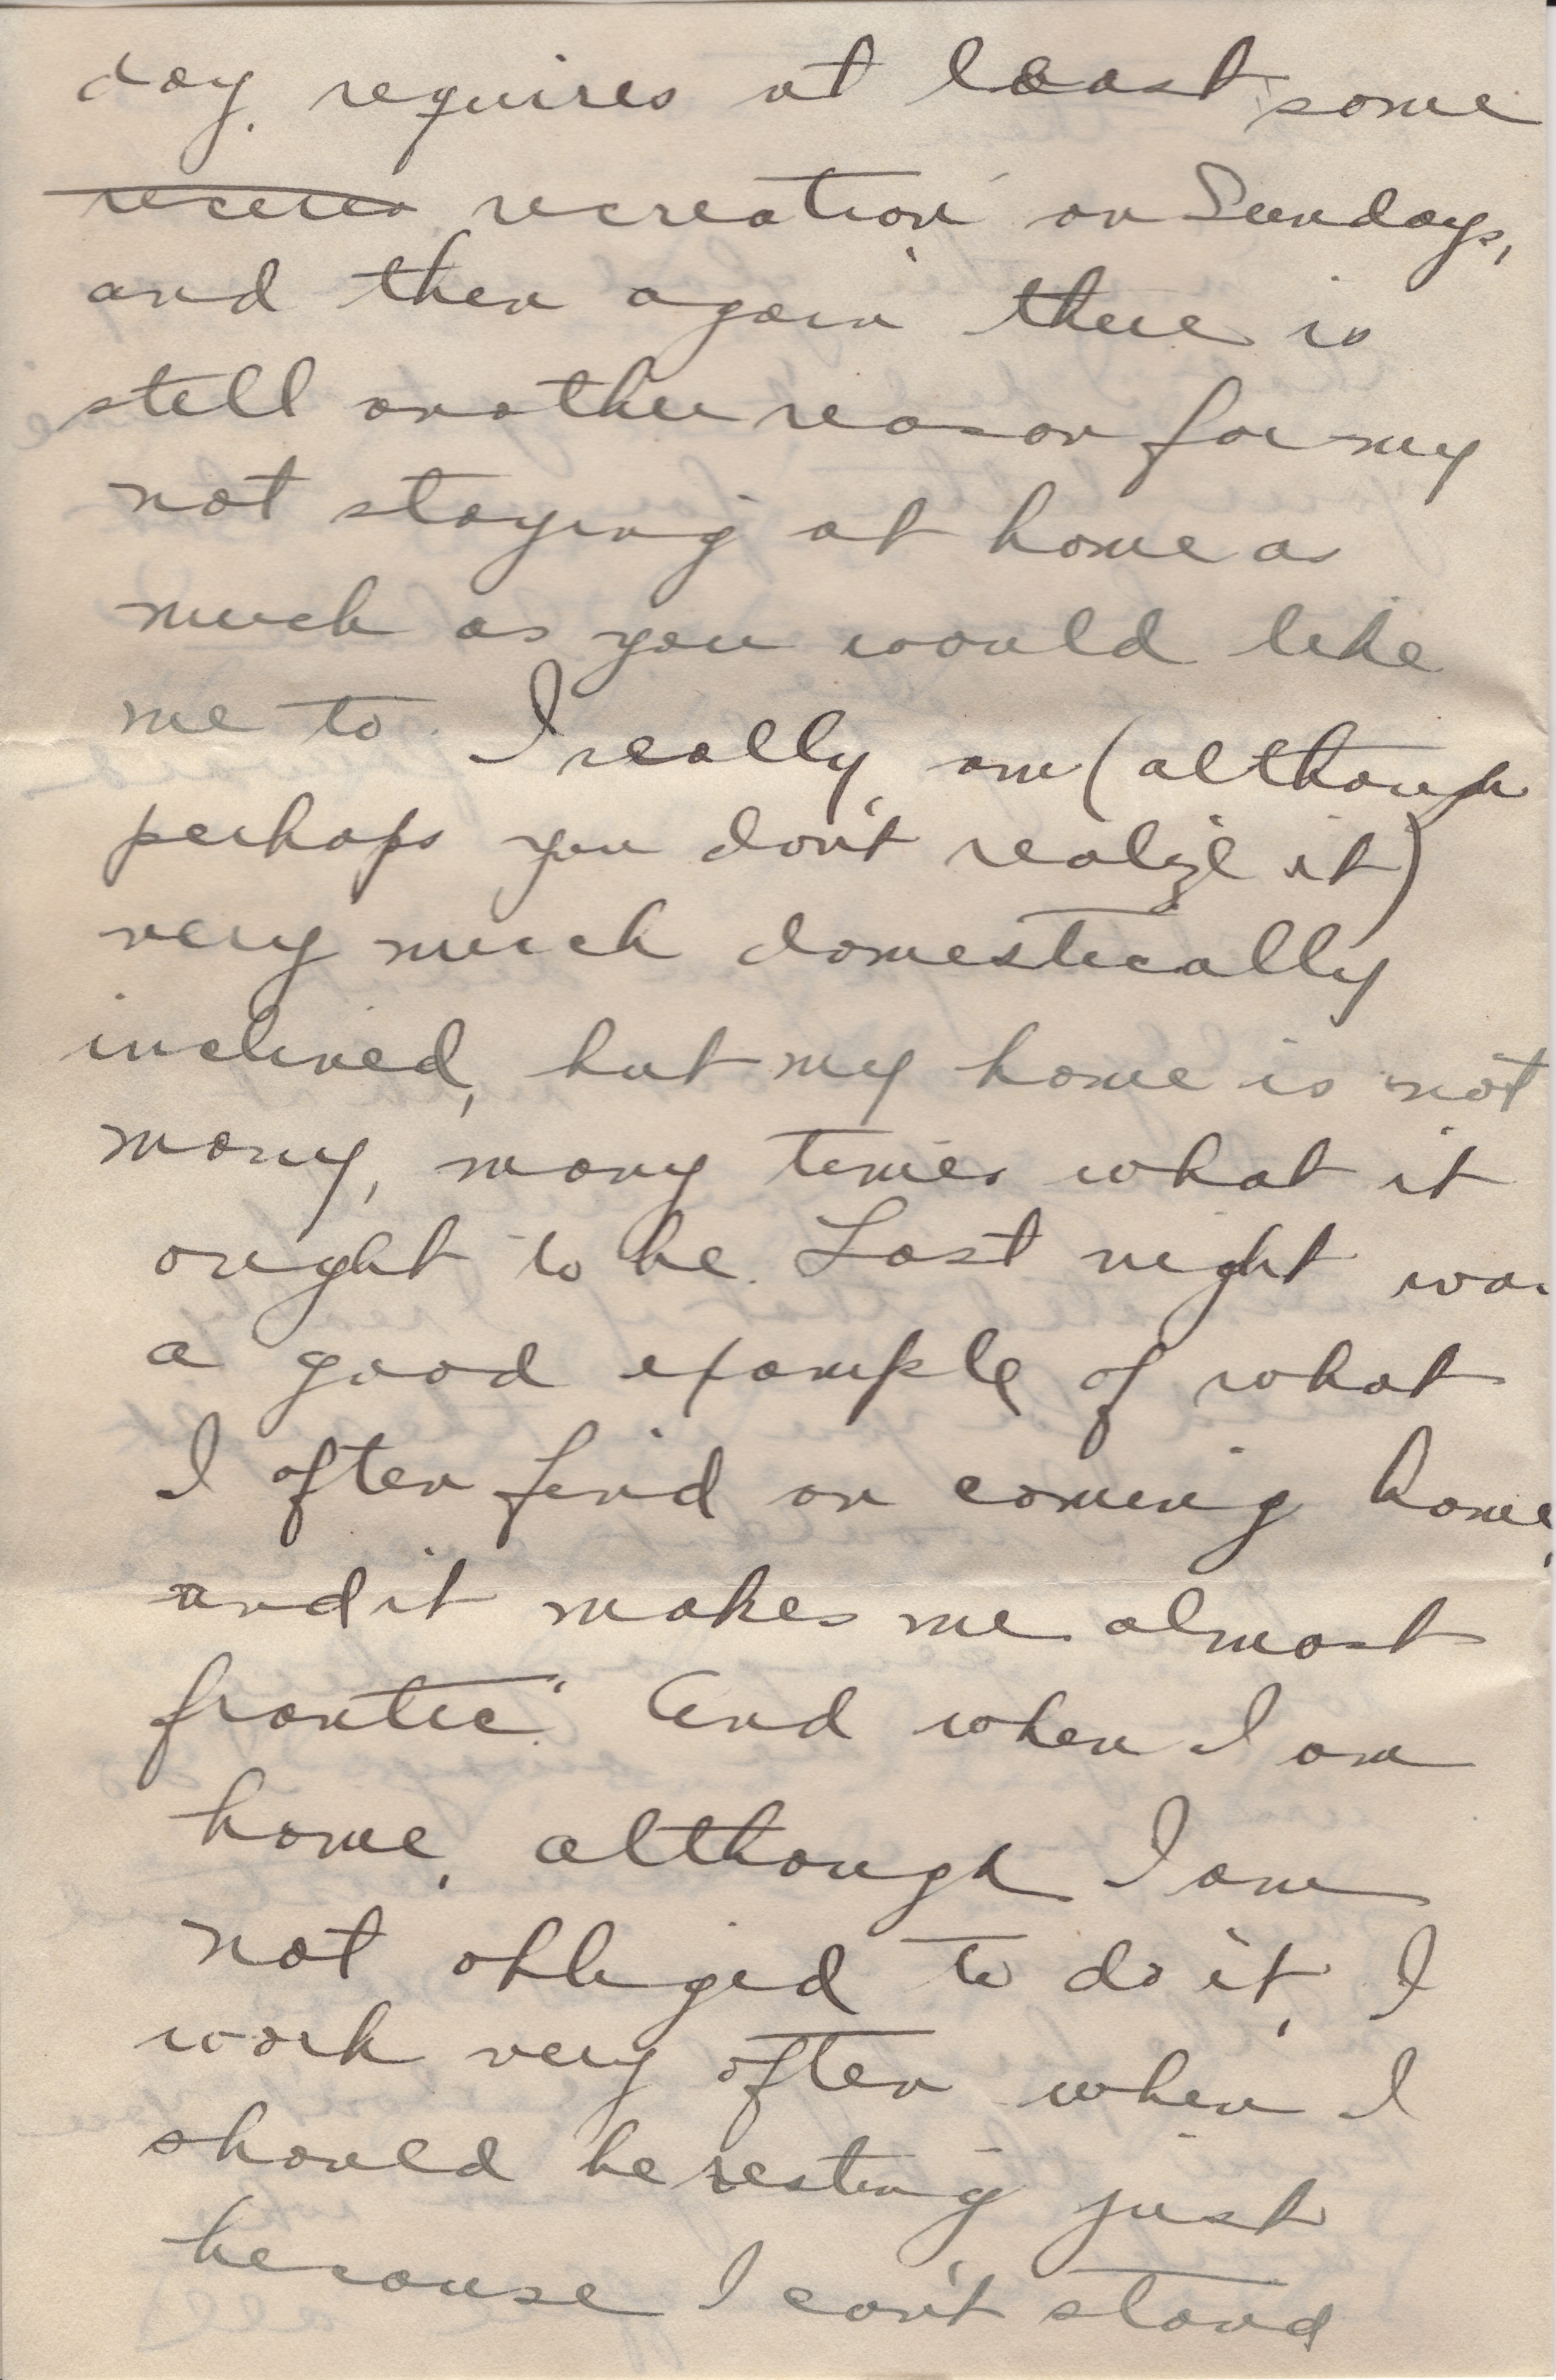 day, requires at least some
recrea recreation on Sundays,
and then again there is
still another reason for my
not staying at home as
much as you would like
me to. I really am (although
perhaps you don't realize it)
very much domestically
inclined, but my home is not
many, many times what it
ought to be. Last night was
a good example of what
I often find on coming home,
and it makes me almost
frantic. And when I am
home, although I am
not obliged to do it, I
work very often when I
should be resting just
because I can't stand